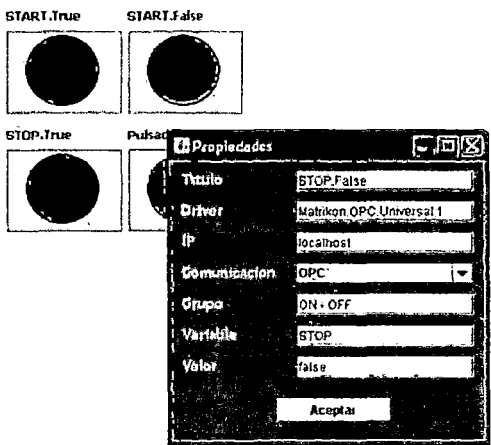 START.True START.False
STOP.True Pulsad
Propiedades
Titulo STOP.False
Driver Matrikon.OPC.Universal.1
IP localhost
Comunicacion OPC
Grupo ON - OFF
Variable STOP
Valor false
Aceptar